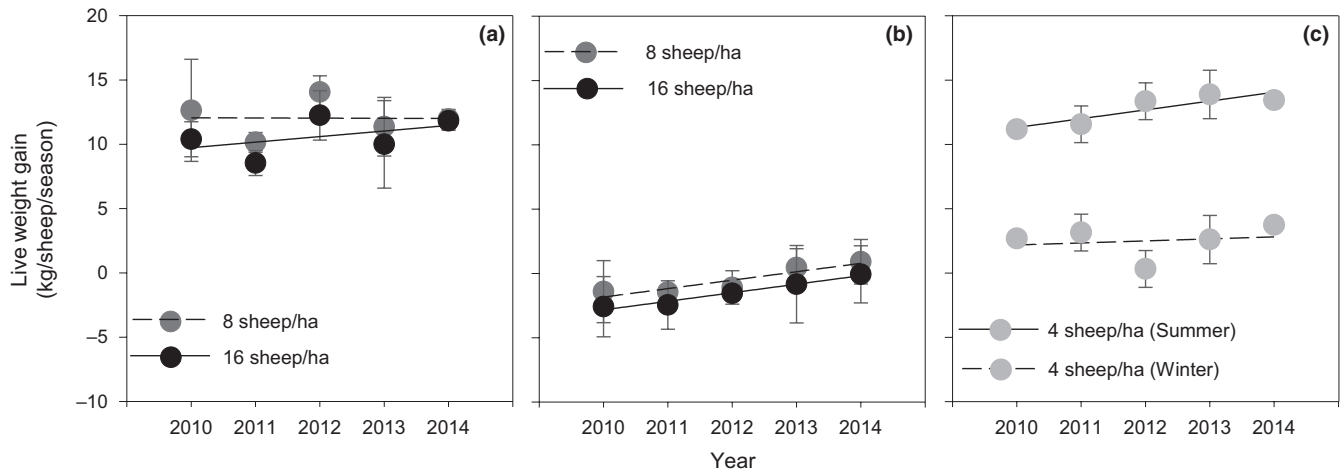 Live weight gain
(kg/sheep/season)
20
15
10
5
0
–5
–10
(a)
8 sheep/ha
16 sheep/ha
2010 2011 2012 2013 2014
(b)
8 sheep/ha
16 sheep/ha
2010 2011 2012 2013 2014
(c)
4 sheep/ha (Summer)
4 sheep/ha (Winter)
2010 2011 2012 2013 2014
Year